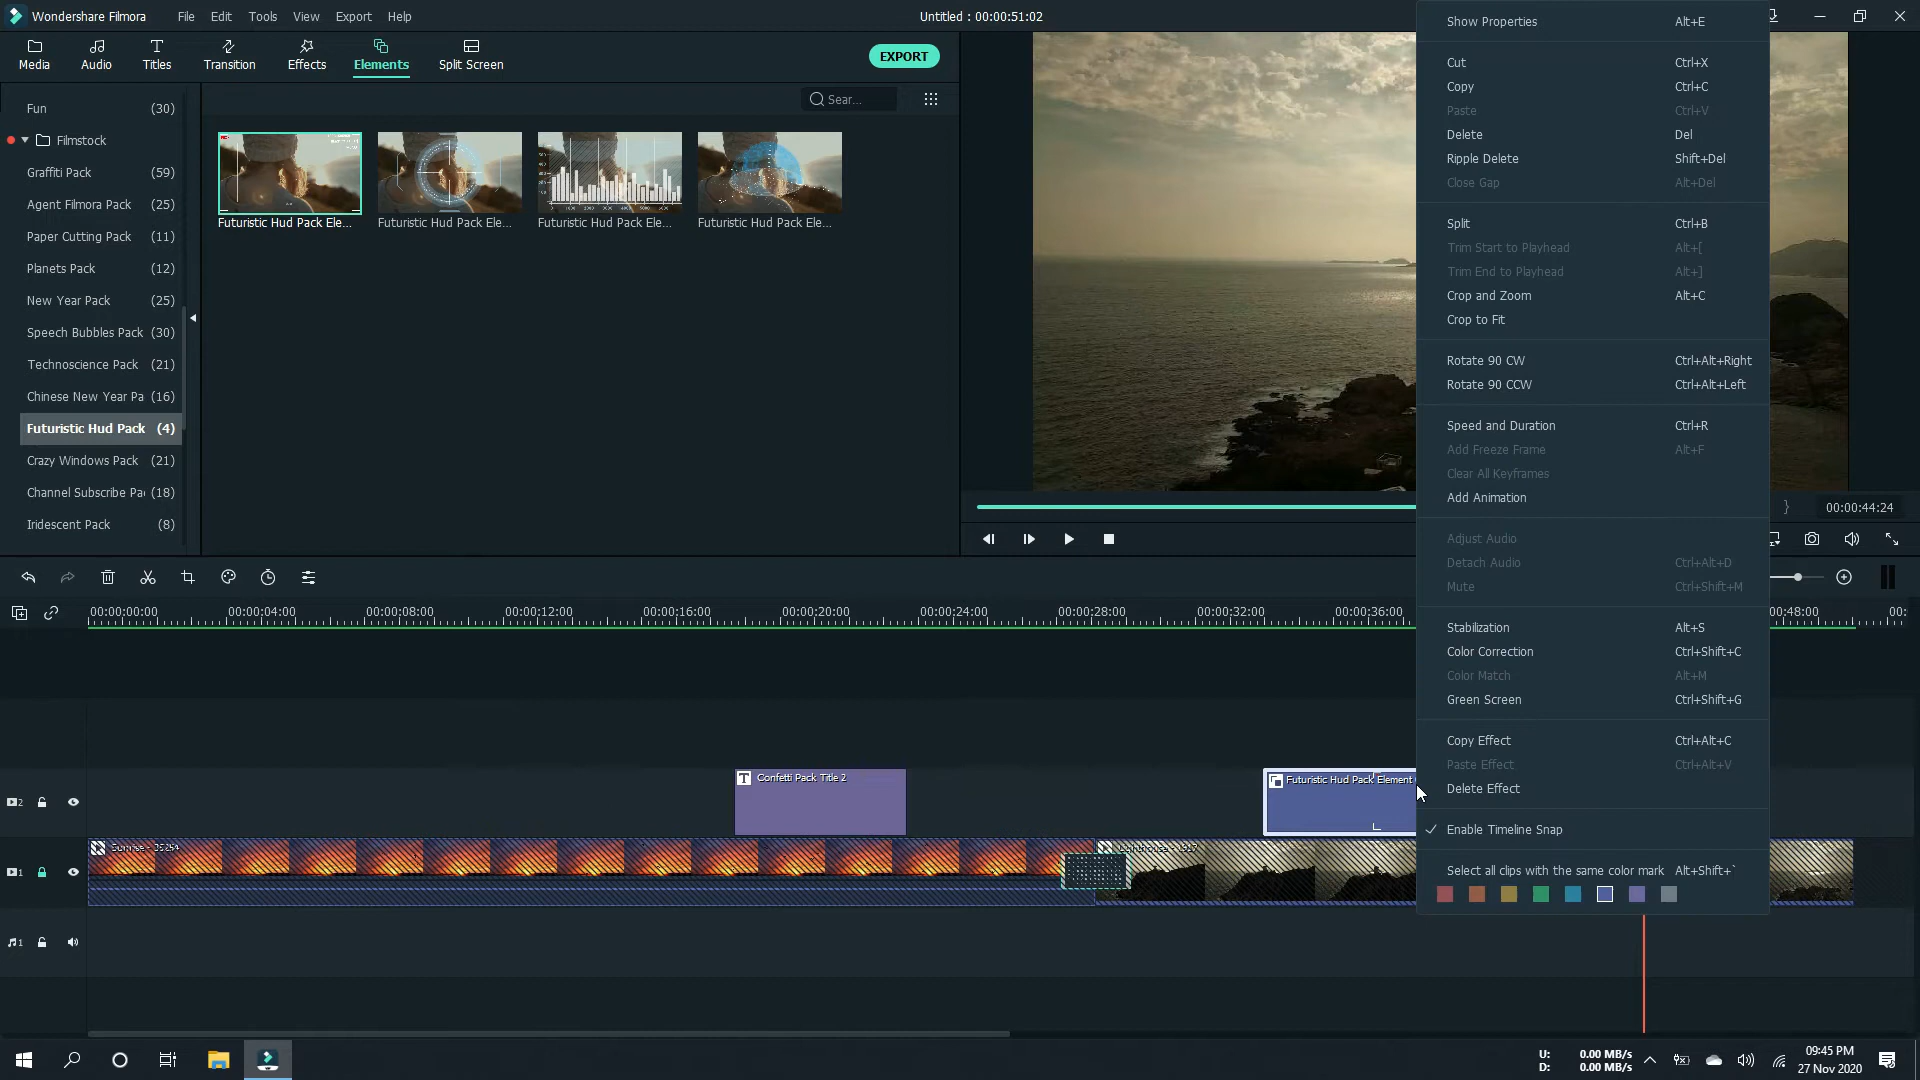 Wondershare Filmora File Edit Tools View Export Help Untitled : 00:00:51:02
Media Audio Titles Transition Effects Elements Split Screen EXPORT
Sear...
Fun (30)
Filmstock
Graffiti Pack (59)
Agent Filmora Pack (25)
Paper Cutting Pack (11)
Planets Pack (12)
New Year Pack (25)
Speech Bubbles Pack (30)
Technoscience Pack (21)
Chinese New Year Pa (16)
Futuristic Hud Pack (4)
Crazy Windows Pack (21)
Channel Subscribe Pa (18)
Iridescent Pack (8)
Futuristic Hud Pack Ele...
Futuristic Hud Pack Ele...
Futuristic Hud Pack Ele...
Futuristic Hud Pack Ele...
} 00:00:44:24
Show Properties Alt+E
Cut Ctrl+X
Copy Ctrl+C
Paste Ctrl+V
Delete Del
Ripple Delete Shift+Del
Close Gap Alt+Del
Split Ctrl+B
Trim Start to Playhead Alt+[
Trim End to Playhead Alt+]
Crop and Zoom Alt+C
Crop to Fit
Rotate 90 CW Ctrl+Alt+Right
Rotate 90 CCW Ctrl+Alt+Left
Speed and Duration Ctrl+R
Add Freeze Frame Alt+F
Clear All Keyframes
Add Animation
Adjust Audio
Detach Audio Ctrl+Alt+D
Mute Ctrl+Shift+M
Stabilization Alt+S
Color Correction Ctrl+Shift+C
Color Match Alt+M
Green Screen Ctrl+Shift+G
Copy Effect Ctrl+Alt+C
Paste Effect Ctrl+Alt+V
Delete Effect
Enable Timeline Snap
Select all clips with the same color mark Alt+Shift+`
00:00:00:00 00:00:04:00 00:00:08:00 00:00:12:00 00:00:16:00 00:00:20:00 00:00:24:00 00:00:28:00 00:00:32:00 00:00:36:00 :48:00 00:
2
T Confetti Pack Title 2
Futuristic Hud Pack Element
1
Sunrise - 35254
Lighthouse - 1917
1
U: 0.00 MB/s
D: 0.00 MB/s
09:45 PM
27 Nov 2020